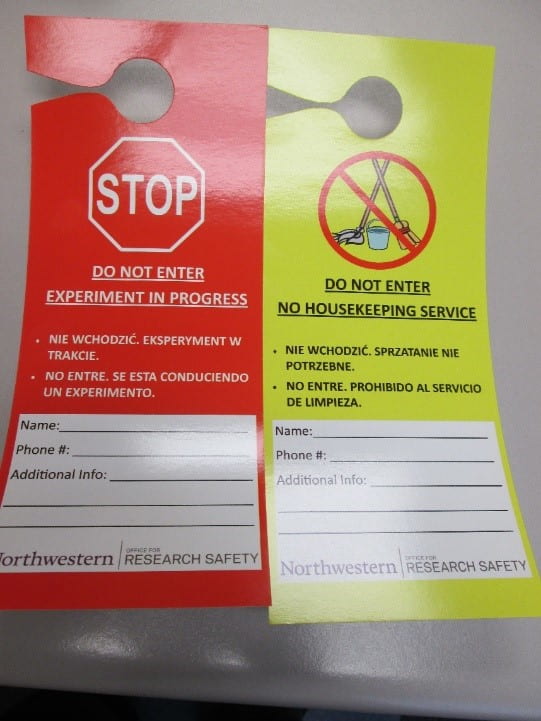 STOP
DO NOT ENTER
EXPERIMENT IN PROGRESS
• NIE WCHODZIĆ. EKSPERYMENT W
TRAKCIE.
• NO ENTRE. SE ESTA CONDUCIENDO
UN EXPERIMENTO.
Name:
Phone #:
Additional Info:
Northwestern
OFFICE FOR
RESEARCH SAFETY
DO NOT ENTER
NO HOUSEKEEPING SERVICE
• NIE WCHODZIĆ. SPRZATANIE NIE
POTRZEBNE.
• NO ENTRE. PROHIBIDO AL SERVICIO
DE LIMPIEZA.
Name:
Phone #:
Additional Info:
Northwestern
OFFICE FOR
RESEARCH SAFETY